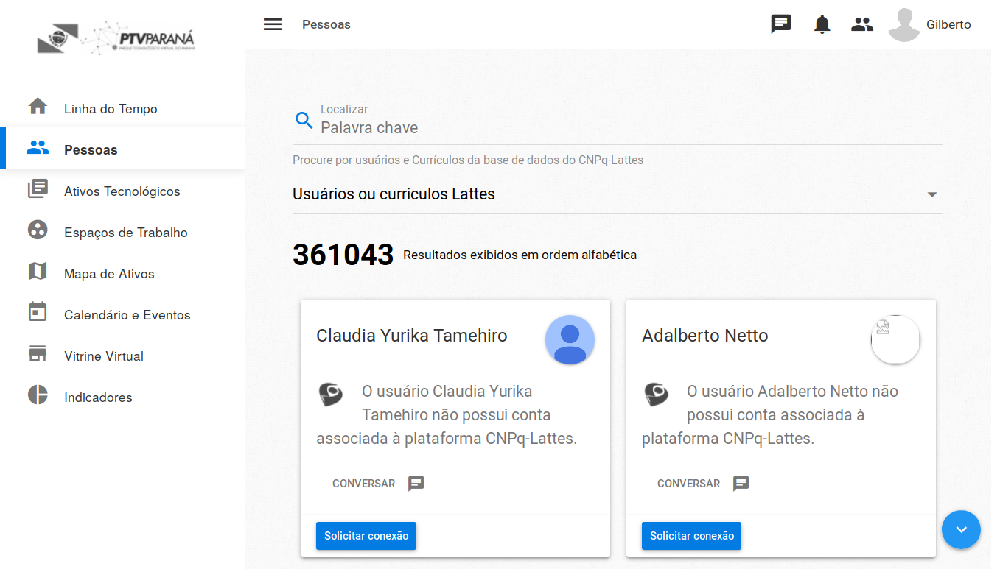 PTVPARANÁ
PARQUE TECNOLÓGICO VIRTUAL DO PARANÁ
Pessoas
Gilberto
Linha do Tempo
Pessoas
Ativos Tecnológicos
Espaços de Trabalho
Mapa de Ativos
Calendário e Eventos
Vitrine Virtual
Indicadores
Localizar
Palavra chave
Procure por usuários e Currículos da base de dados do CNPq-Lattes
Usuários ou curriculos Lattes
361043 Resultados exibidos em ordem alfabética
Claudia Yurika Tamehiro
O usuário Claudia Yurika
Tamehiro não possui conta
associada à plataforma CNPq-Lattes.
CONVERSAR
Solicitar conexão
Adalberto Netto
O usuário Adalberto Netto não
possui conta associada à
plataforma CNPq-Lattes.
CONVERSAR
Solicitar conexão